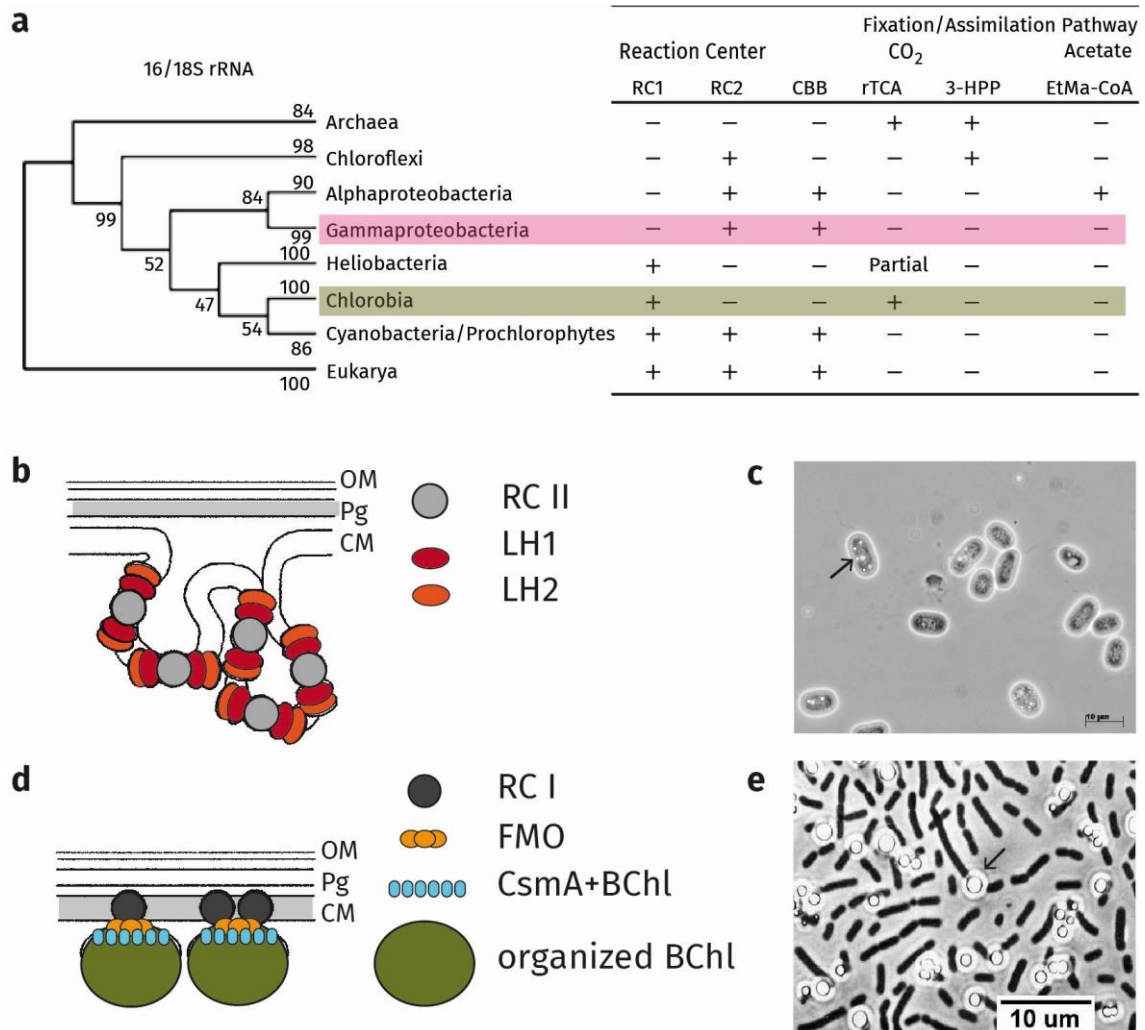 a
16/18S rRNA
Fixation/Assimilation Pathway
Reaction Center CO2 Acetate
RC1 RC2 CBB rTCA 3-HPP EtMa-CoA
84 Archaea − − − + + −
98 Chloroflexi − + − − + −
90 Alphaproteobacteria − + + − − +
84
99 Gammaproteobacteria − + + − − −
99
52
100 Heliobacteria + − − Partial − −
47
100 Chlorobia + − − + − −
54
86 Cyanobacteria/Prochlorophytes + + + − − −
100 Eukarya + + + − − −
b
OM
Pg
CM
RC II
LH1
LH2
c
10 µm
d
OM
Pg
CM
RC I
FMO
CsmA+BChl
organized BChl
e
10 um